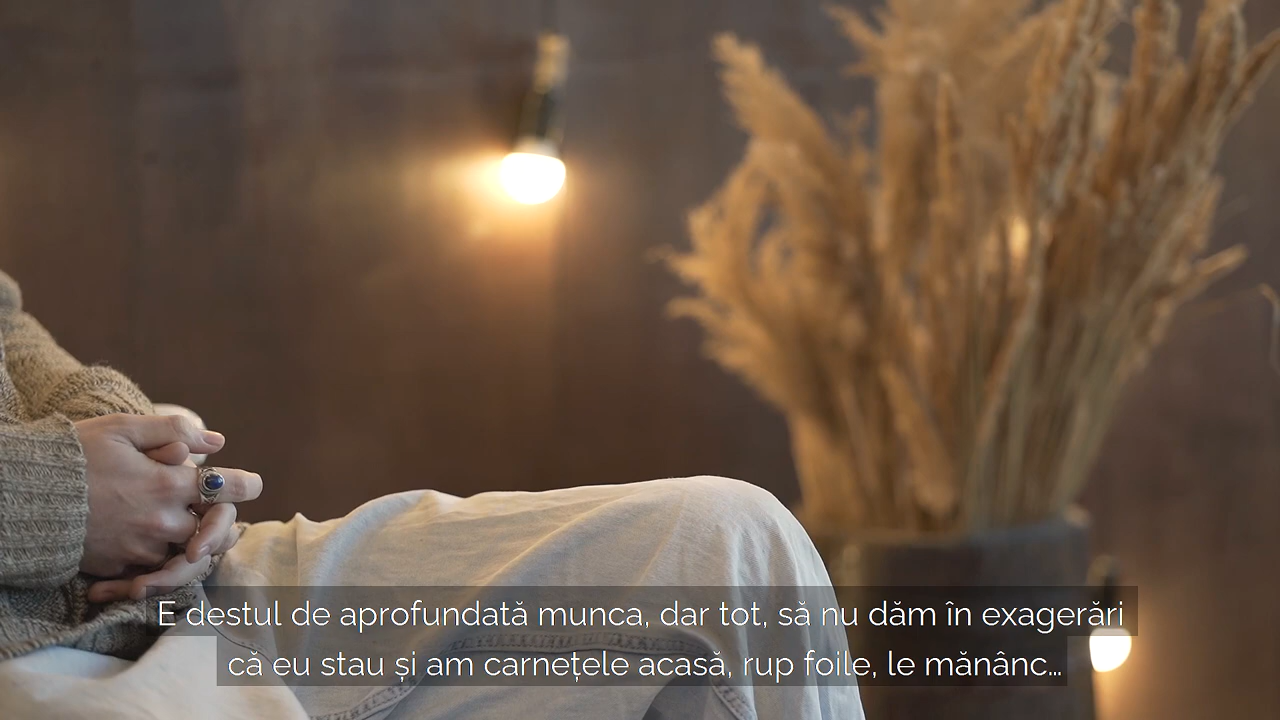 E destul de aprofundată munca, dar tot, să nu dăm în exagerări
că eu stau și am carnețele acasă, rup foile, le mănânc...